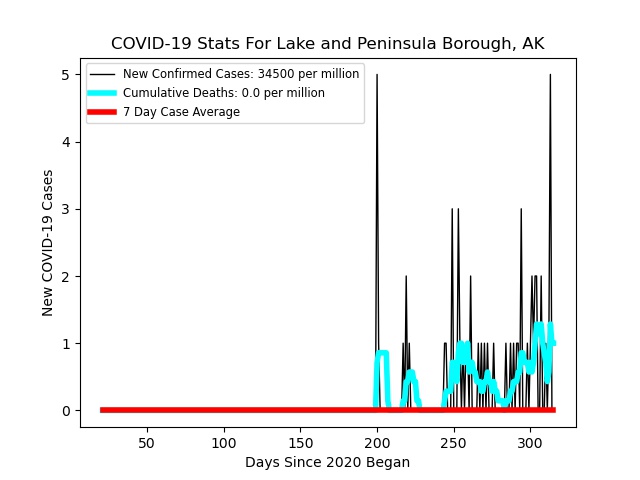 COVID-19 Stats For Lake and Peninsula Borough, AK
New Confirmed Cases: 34500 per million
Cumulative Deaths: 0.0 per million
7 Day Case Average
New COVID-19 Cases
5
4
3
2
1
0
50 100 150 200 250 300
Days Since 2020 Began